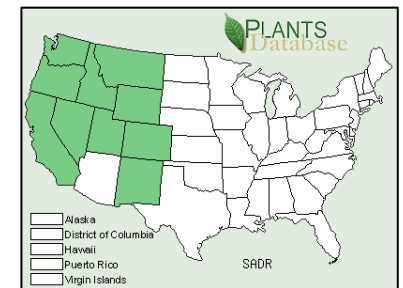 PLANTS
Database
Alaska
District of Columbia
Hawaii
Puerto Rico
Virgin Islands
SADR